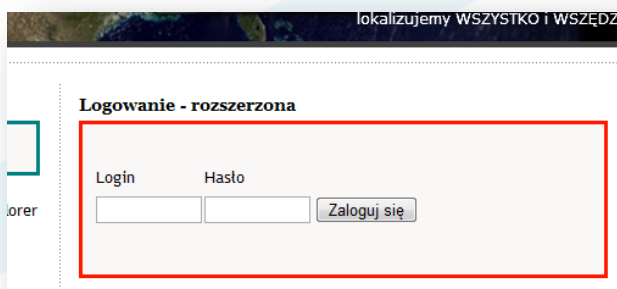 lokalizujemy WSZYSTKO i WSZĘDZ
Logowanie - rozszerzona
Login Hasło
lorer
Zaloguj się